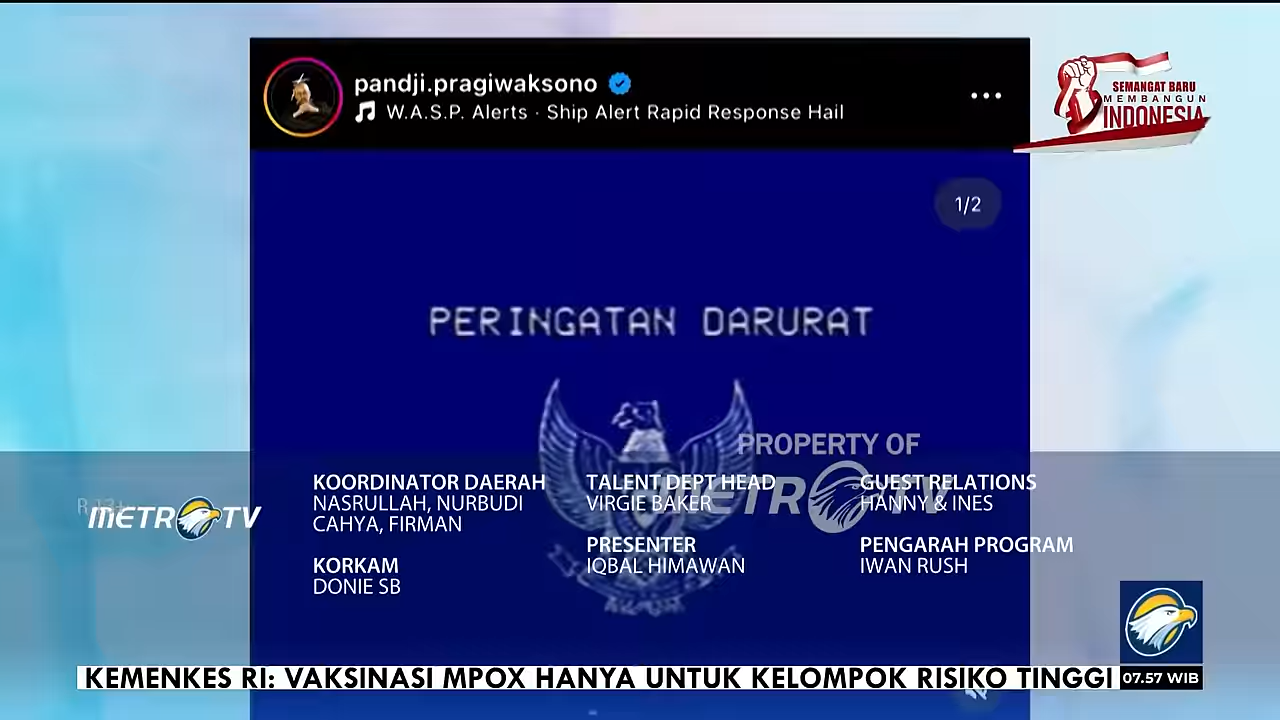 pandji.pragiwaksono
W.A.S.P. Alerts · Ship Alert Rapid Response Hail
SEMANGAT BARU
MEMBANGUN
INDONESIA
1/2
PERINGATAN DARURAT
PROPERTY OF
METRO TV
METRO TV
KOORDINATOR DAERAH
NASRULLAH, NURBUDI
CAHYA, FIRMAN
KORKAM
DONIE SB
TALENT DEPT HEAD
VIRGIE BAKER
PRESENTER
IQBAL HIMAWAN
GUEST RELATIONS
HANNY & INES
PENGARAH PROGRAM
IWAN RUSH
KEMENKES RI: VAKSINASI MPOX HANYA UNTUK KELOMPOK RISIKO TINGGI
07.57 WIB